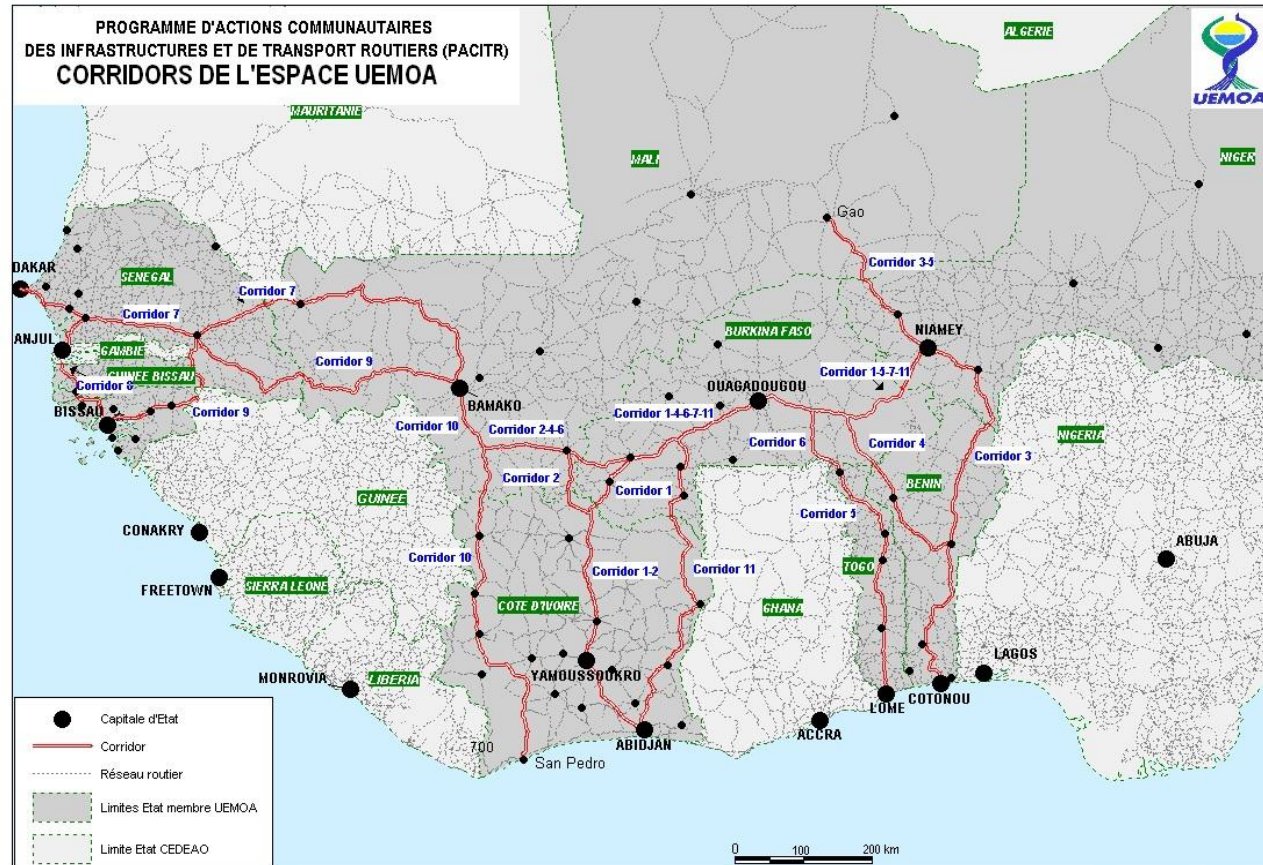 PROGRAMME D'ACTIONS COMMUNAUTAIRES
DES INFRASTRUCTURES ET DE TRANSPORT ROUTIERS (PACITR)
CORRIDORS DE L'ESPACE UEMOA
UEMOA
ALGERIE
MAURITANIE
MALI
NIGER
Gao
DAKAR
SENEGAL
Corridor 7
Corridor 3-5
Corridor 7
BURKINA FASO
NIAMEY
ANJUL
GAMBIE
Corridor 9
Corridor 1-5-7-11
GUINEE BISSAU
Corridor 8
OUAGADOUGOU
BAMAKO
BISSAU
Corridor 9
Corridor 1-4-6-7-11
Corridor 10
Corridor 2-4-6
Corridor 6
Corridor 4
NIGERIA
Corridor 3
Corridor 2
Corridor 1
BENIN
GUINEE
Corridor 5
CONAKRY
Corridor 10
Corridor 1-2
Corridor 11
TOGO
ABUJA
FREETOWN
SIERRA LEONE
COTE D'IVOIRE
GHANA
LAGOS
MONROVIA
LIBERIA
YAMOUSSOUKRO
LOME
COTONOU
ABIDJAN
ACCRA
700
San Pedro
Capitale d'Etat
Corridor
Réseau routier
Limites Etat membre UEMOA
Limite Etat CEDEAO
0 100 200 km